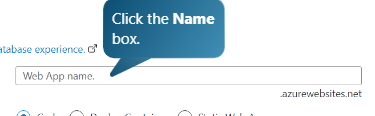 Click the Name
box.
atabase experience.
Web App name.
.azurewebsites.net